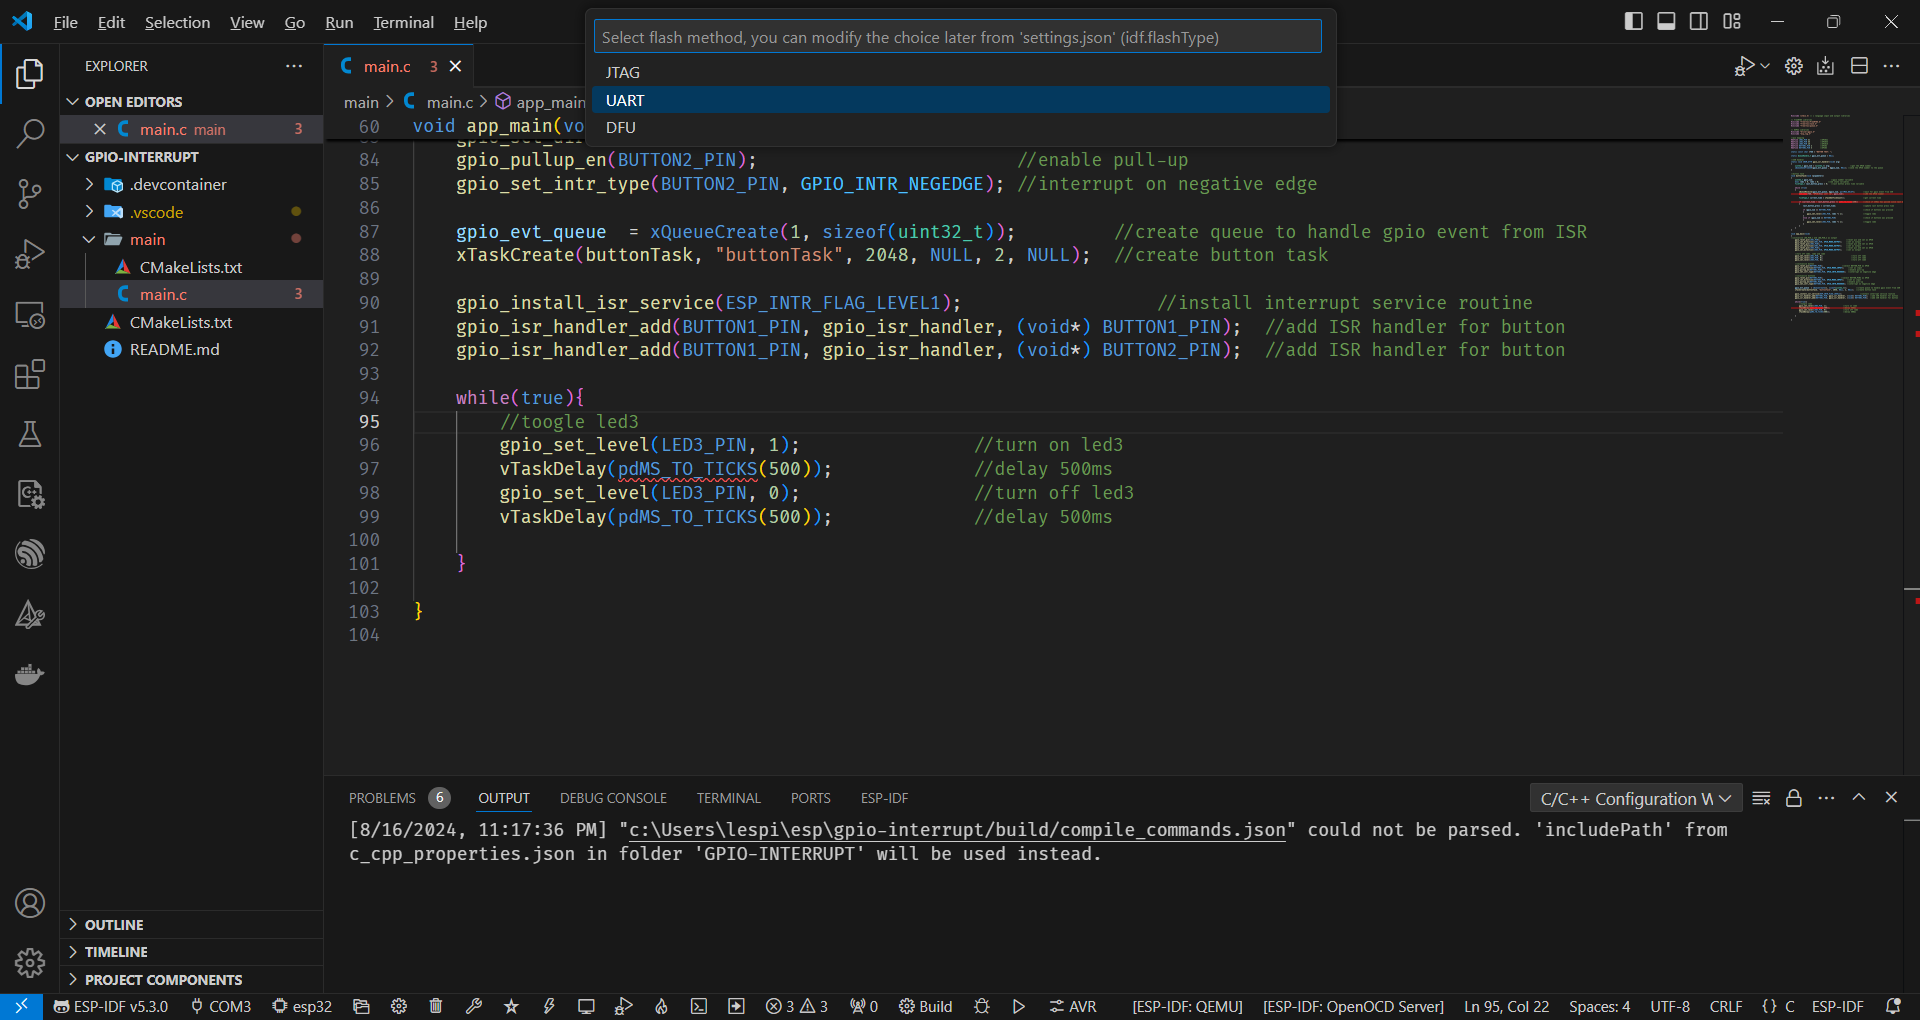 File Edit Selection View Go Run Terminal Help
Select flash method, you can modify the choice later from 'settings.json' (idf.flashType)
JTAG
UART
DFU
EXPLORER
OPEN EDITORS
main.c main 3
GPIO-INTERRUPT
.devcontainer
.vscode
main
CMakeLists.txt
main.c 3
CMakeLists.txt
README.md
OUTLINE
TIMELINE
PROJECT COMPONENTS
main.c 3
main > main.c > app_main
60 void app_main(vo
84 gpio_pullup_en(BUTTON2_PIN); //enable pull-up
85 gpio_set_intr_type(BUTTON2_PIN, GPIO_INTR_NEGEDGE); //interrupt on negative edge
86
87 gpio_evt_queue = xQueueCreate(1, sizeof(uint32_t)); //create queue to handle gpio event from ISR
88 xTaskCreate(buttonTask, "buttonTask", 2048, NULL, 2, NULL); //create button task
89
90 gpio_install_isr_service(ESP_INTR_FLAG_LEVEL1); //install interrupt service routine
91 gpio_isr_handler_add(BUTTON1_PIN, gpio_isr_handler, (void*) BUTTON1_PIN); //add ISR handler for button
92 gpio_isr_handler_add(BUTTON1_PIN, gpio_isr_handler, (void*) BUTTON2_PIN); //add ISR handler for button
93
94 while(true){
95 //toogle led3
96 gpio_set_level(LED3_PIN, 1); //turn on led3
97 vTaskDelay(pdMS_TO_TICKS(500)); //delay 500ms
98 gpio_set_level(LED3_PIN, 0); //turn off led3
99 vTaskDelay(pdMS_TO_TICKS(500)); //delay 500ms
100
101 }
102
103 }
104
PROBLEMS 6 OUTPUT DEBUG CONSOLE TERMINAL PORTS ESP-IDF
C/C++ Configuration W
[8/16/2024, 11:17:36 PM] "c:\Users\lespi\esp\gpio-interrupt/build/compile_commands.json" could not be parsed. 'includePath' from
c_cpp_properties.json in folder 'GPIO-INTERRUPT' will be used instead.
ESP-IDF v5.3.0 COM3 esp32 3 3 0 Build AVR [ESP-IDF: QEMU] [ESP-IDF: OpenOCD Server] Ln 95, Col 22 Spaces: 4 UTF-8 CRLF {} C ESP-IDF